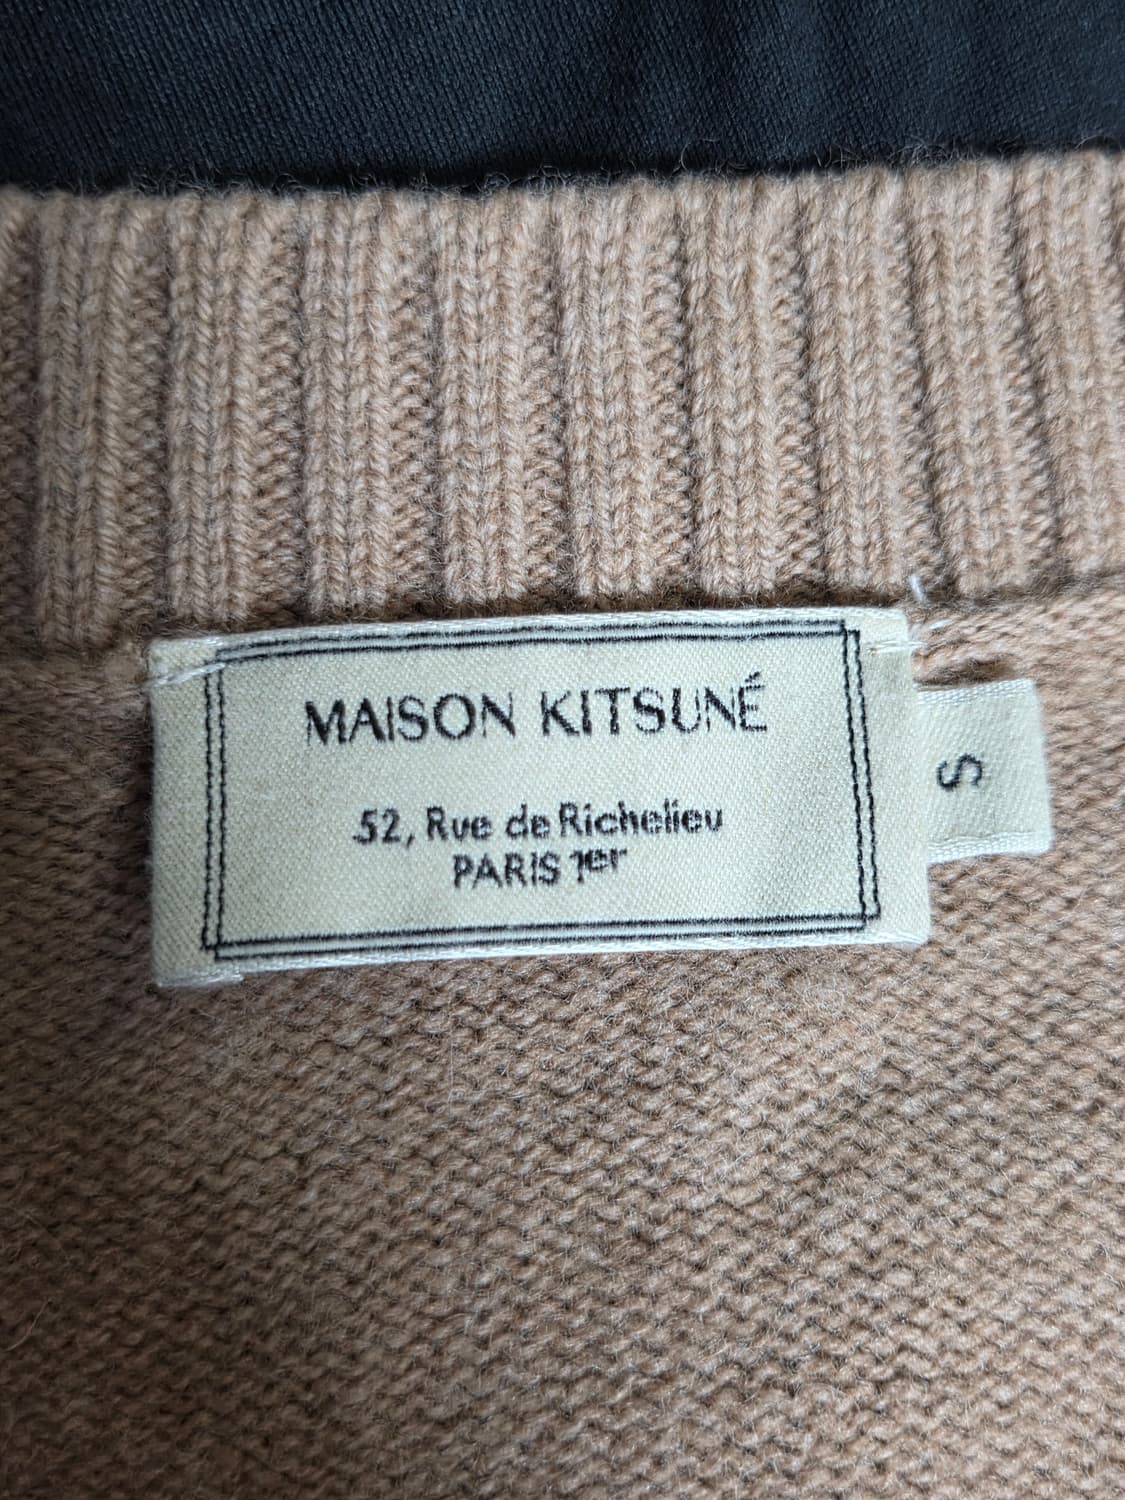 MAISON KITSUNÉ
52, Rue de Richelieu
PARIS 1er
S